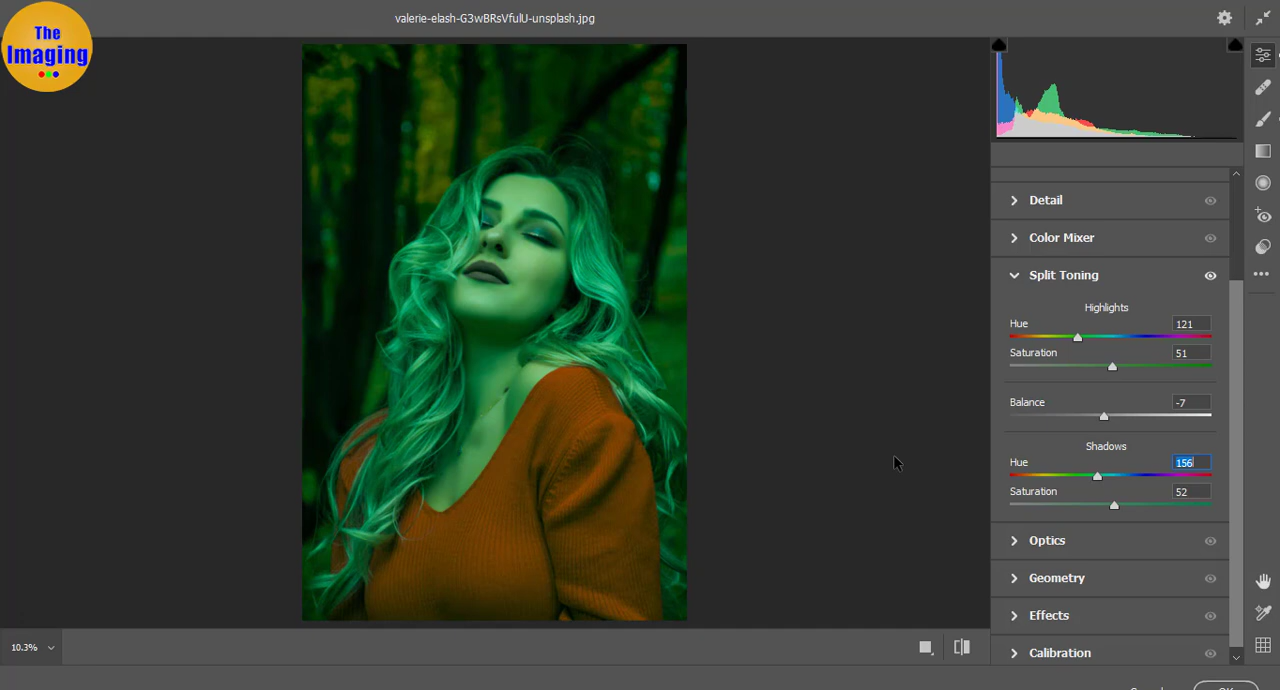 The
Imaging
valerie-elash-G3wBRsVfulU-unsplash.jpg
Detail
Color Mixer
Split Toning
Highlights
Hue 121
Saturation 51
Balance -7
Shadows
Hue 156
Saturation 52
Optics
Geometry
Effects
Calibration
10.3%